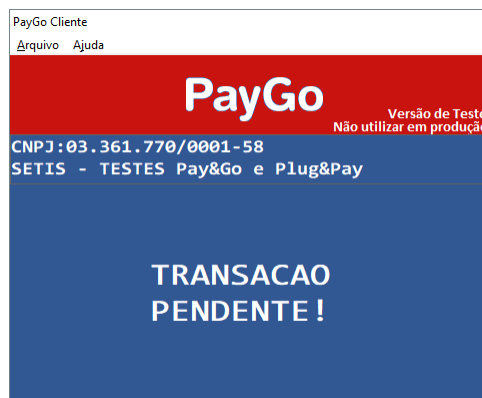 PayGo Cliente
Arquivo Ajuda
PayGo
Versão de Teste
Não utilizar em produção
CNPJ:03.361.770/0001-58
SETIS - TESTES Pay&Go e Plug&Pay
TRANSACAO
PENDENTE!